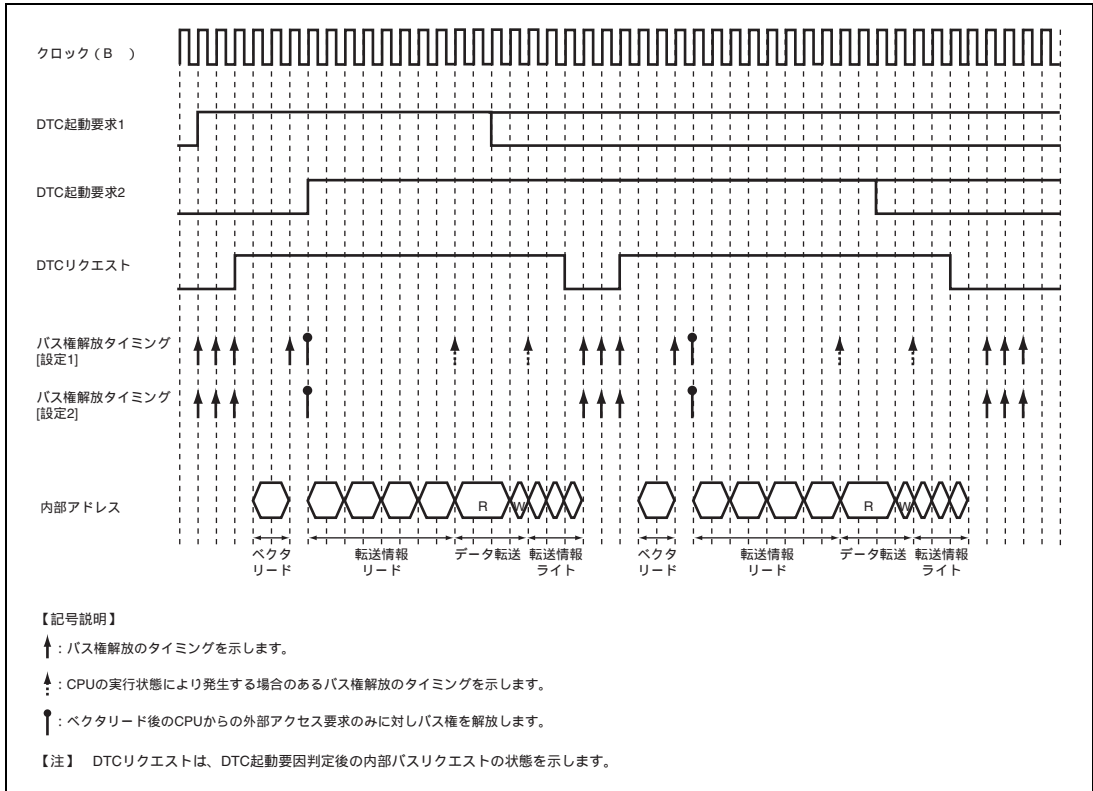 クロック（B　）
DTC起動要求1
DTC起動要求2
DTCリクエスト
バス権解放タイミング
[設定1]
バス権解放タイミング
[設定2]
内部アドレス
R W R W
ベクタ
リード
転送情報
リード
データ転送
転送情報
ライト
ベクタ
リード
転送情報
リード
データ転送
転送情報
ライト
【記号説明】
：バス権解放のタイミングを示します。
：CPUの実行状態により発生する場合のあるバス権解放のタイミングを示します。
：ベクタリード後のCPUからの外部アクセス要求のみに対しバス権を解放します。
【注】 DTCリクエストは、DTC起動要因判定後の内部バスリクエストの状態を示します。